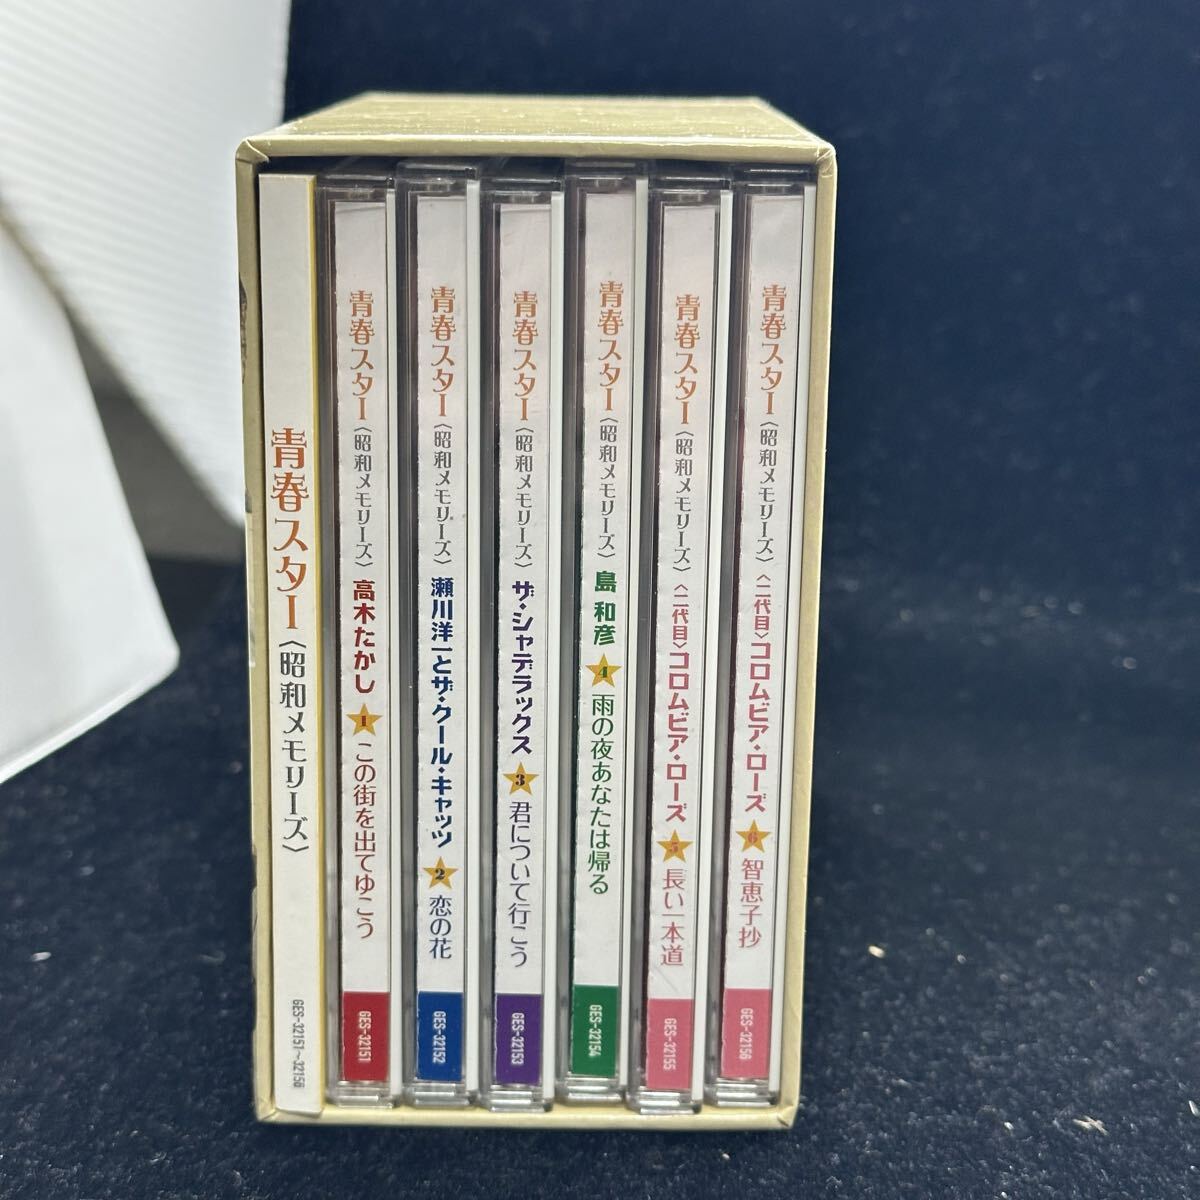 青春スター〈昭和メモリーズ〉 GES-32151~32156
青春スター〈昭和メモリーズ〉 高木たかし 1 この街を出てゆこう GES-32151
青春スター〈昭和メモリーズ〉 瀬川洋一とザ・クール・キャッツ 2 恋の花 GES-32152
青春スター〈昭和メモリーズ〉 ザ・シャデラックス 3 君について行こう GES-32153
青春スター〈昭和メモリーズ〉 島 和彦 4 雨の夜あなたは帰る GES-32154
青春スター〈昭和メモリーズ〉 〈二代目〉コロムビア・ローズ 5 長い一本道 GES-32155
青春スター〈昭和メモリーズ〉 〈二代目〉コロムビア・ローズ 6 智恵子抄 GES-32156